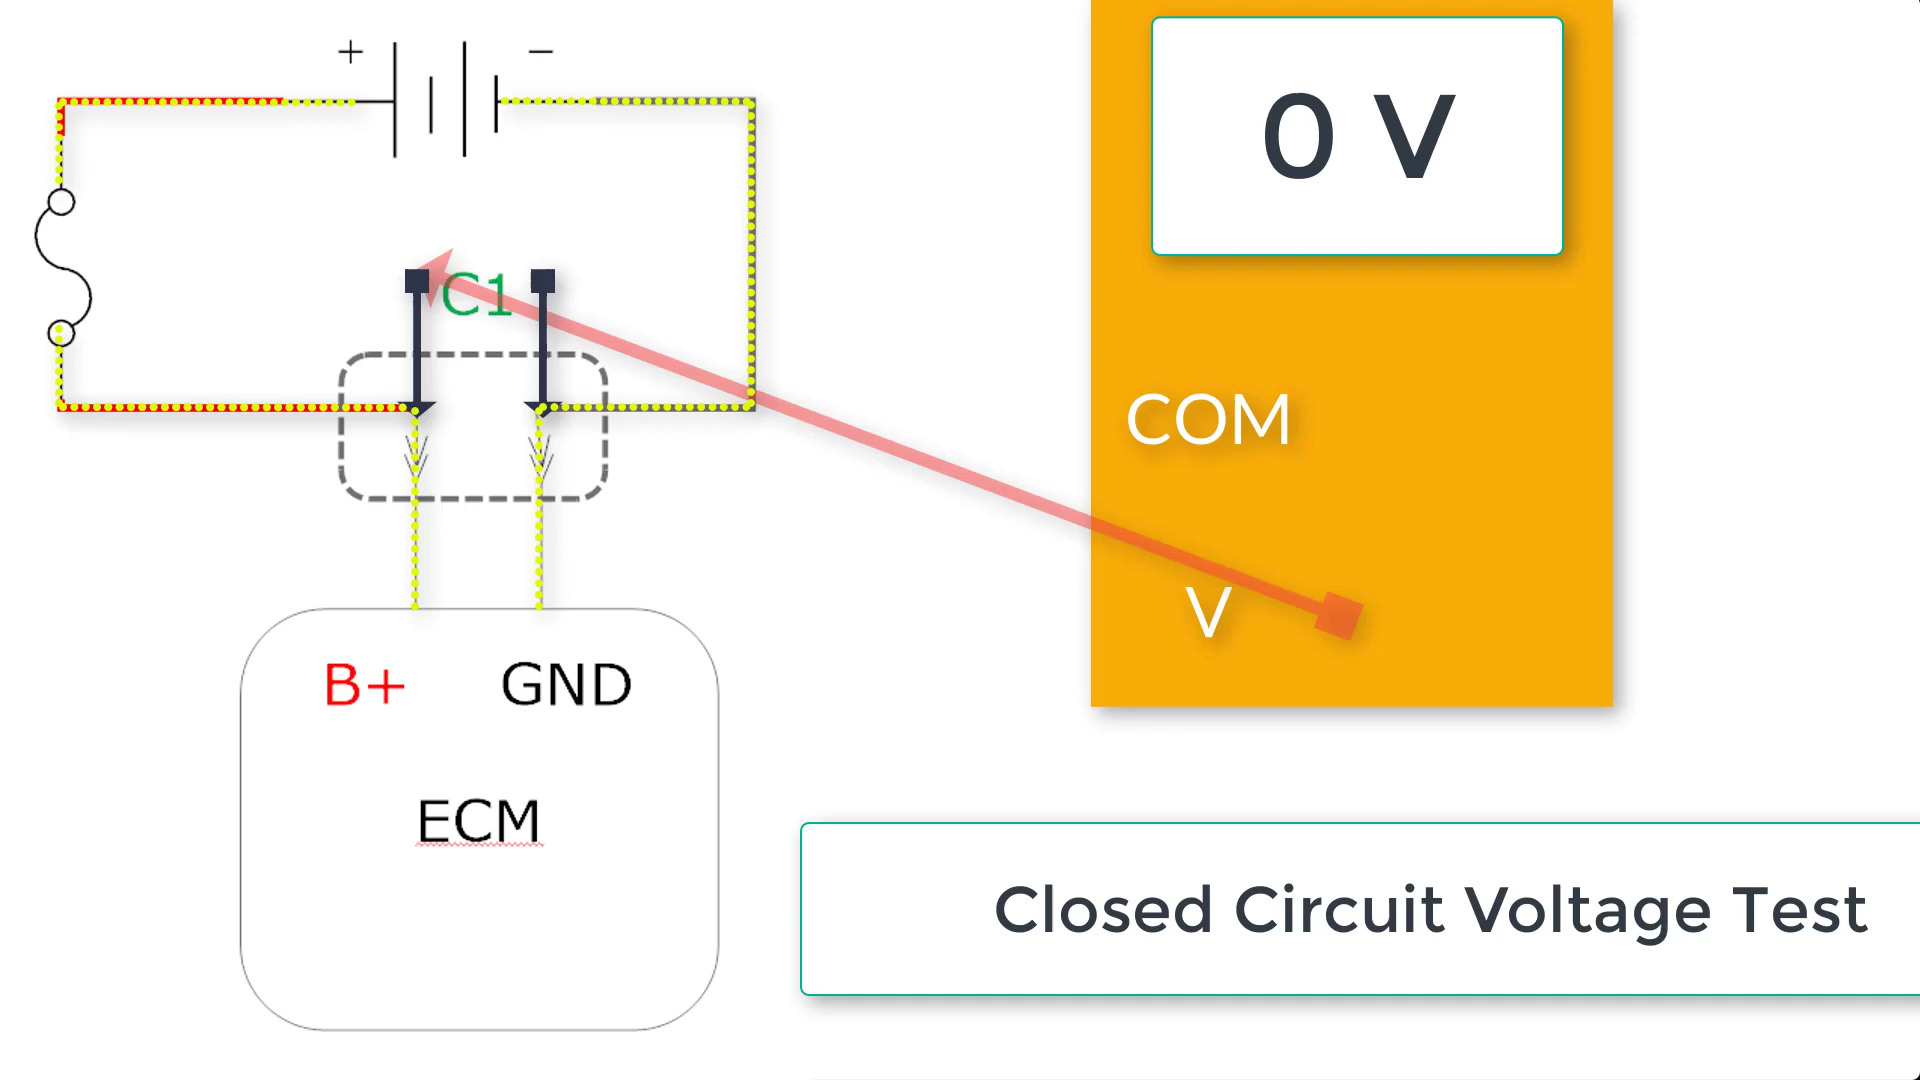 + −
0 V
C1
COM
V
B+ GND
ECM
Closed Circuit Voltage Test